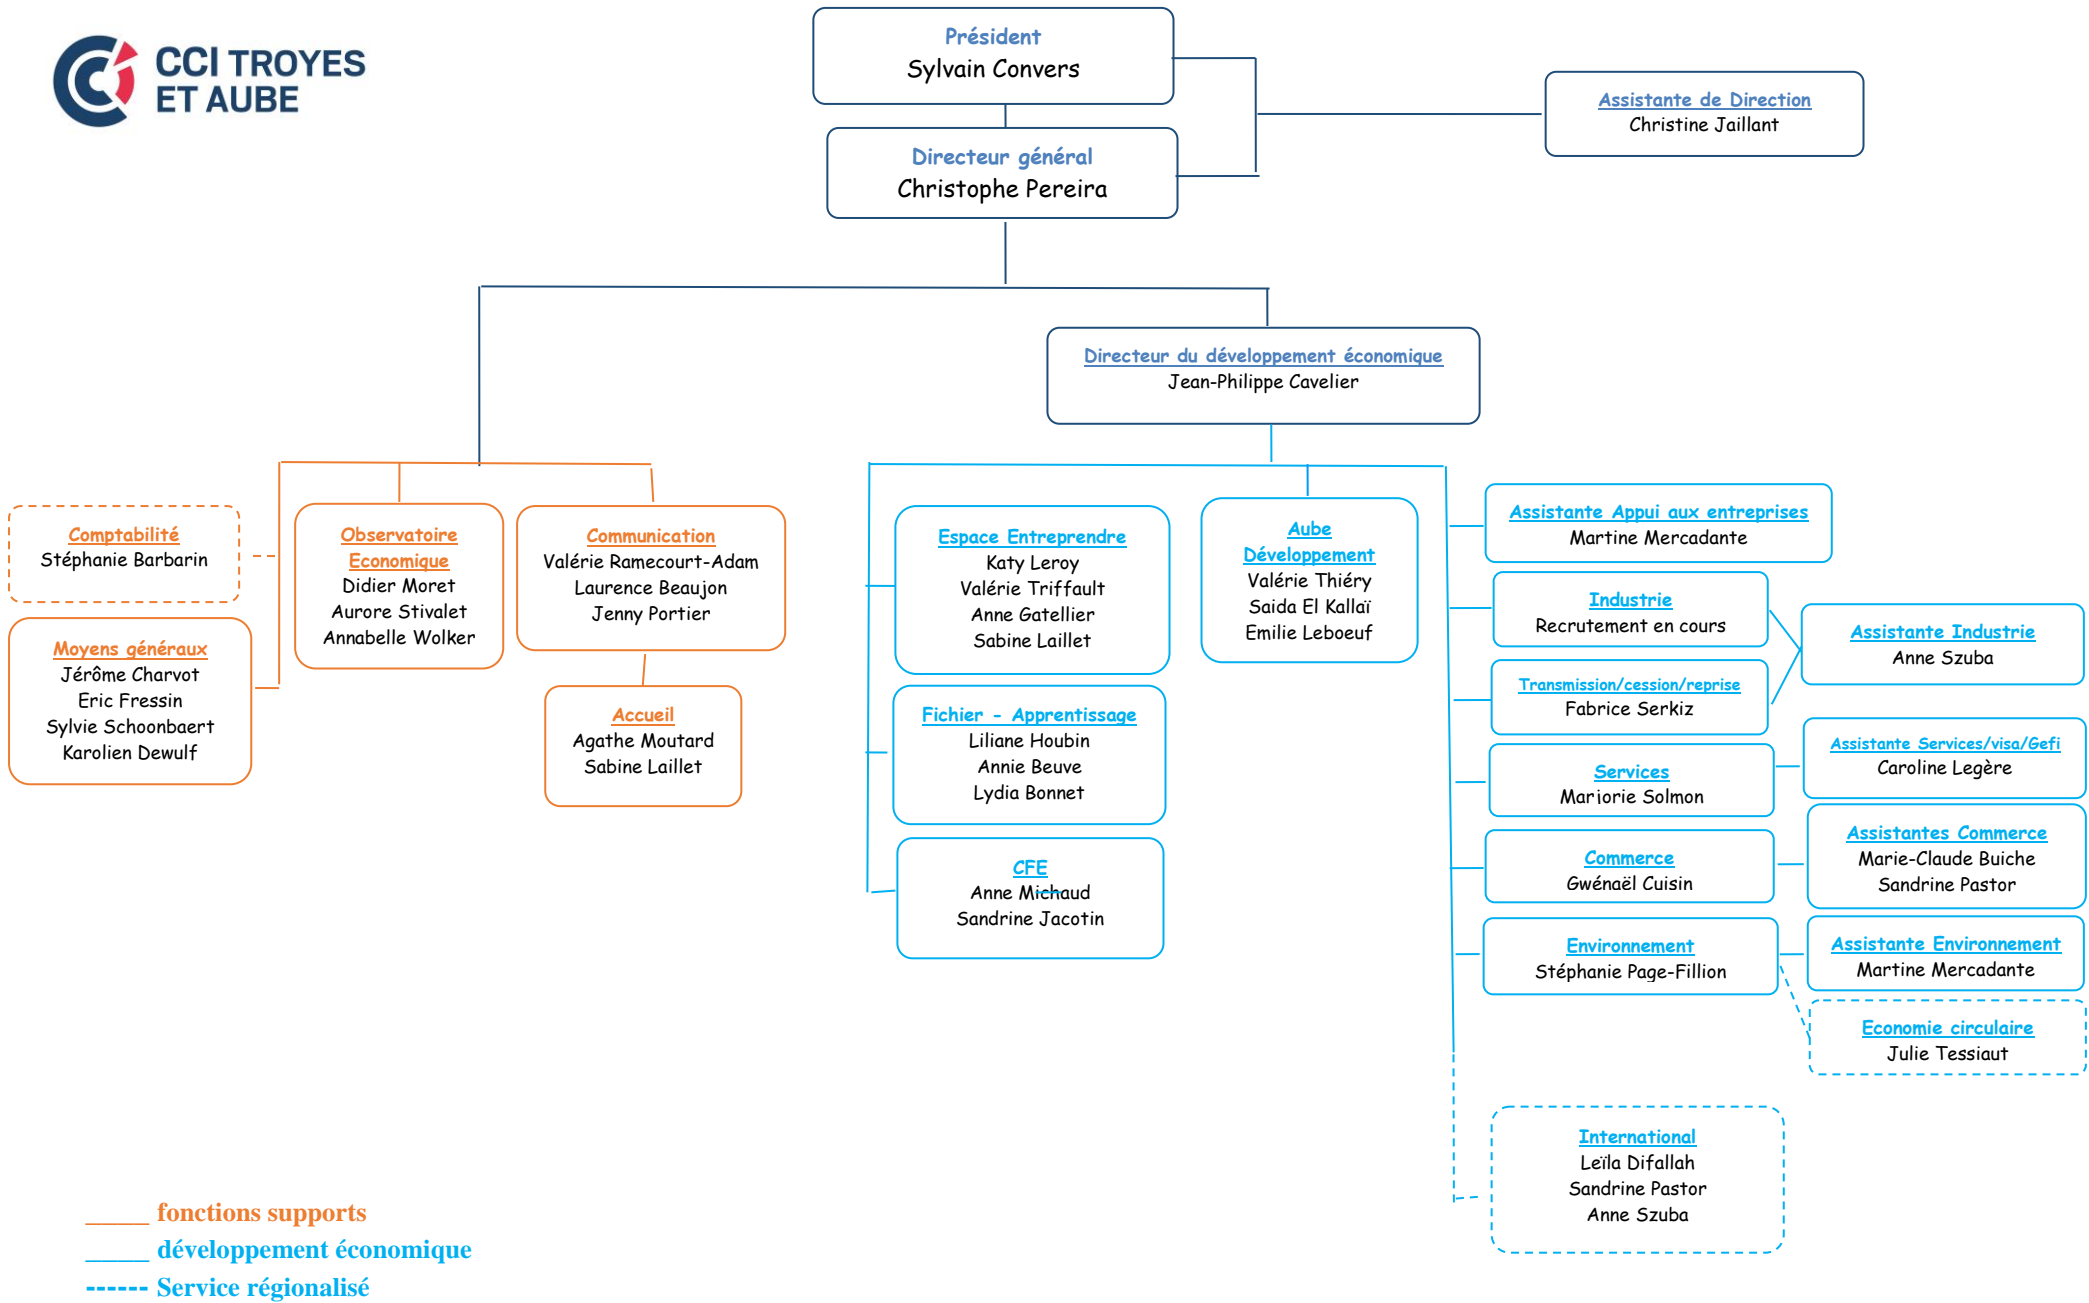 CCI TROYES
ET AUBE
Président
Sylvain Convers
Directeur général
Christophe Pereira
Assistante de Direction
Christine Jaillant
Directeur du développement économique
Jean-Philippe Cavelier
Comptabilité
Stéphanie Barbarin
Moyens généraux
Jérôme Charvot
Eric Fressin
Sylvie Schoonbaert
Karolien Dewulf
Observatoire
Economique
Didier Moret
Aurore Stivalet
Annabelle Wolker
Communication
Valérie Ramecourt-Adam
Laurence Beaujon
Jenny Portier
Accueil
Agathe Moutard
Sabine Laillet
Espace Entreprendre
Katy Leroy
Valérie Triffault
Anne Gatellier
Sabine Laillet
Fichier - Apprentissage
Liliane Houbin
Annie Beuve
Lydia Bonnet
CFE
Anne Michaud
Sandrine Jacotin
Aube
Développement
Valérie Thiéry
Saida El Kallaï
Emilie Leboeuf
Assistante Appui aux entreprises
Martine Mercadante
Industrie
Recrutement en cours
Transmission/cession/reprise
Fabrice Serkiz
Assistante Industrie
Anne Szuba
Services
Marjorie Solmon
Assistante Services/visa/Gefi
Caroline Legère
Commerce
Gwénaël Cuisin
Assistantes Commerce
Marie-Claude Buiche
Sandrine Pastor
Environnement
Stéphanie Page-Fillion
Assistante Environnement
Martine Mercadante
Economie circulaire
Julie Tessiaut
International
Leïla Difallah
Sandrine Pastor
Anne Szuba
fonctions supports
développement économique
Service régionalisé